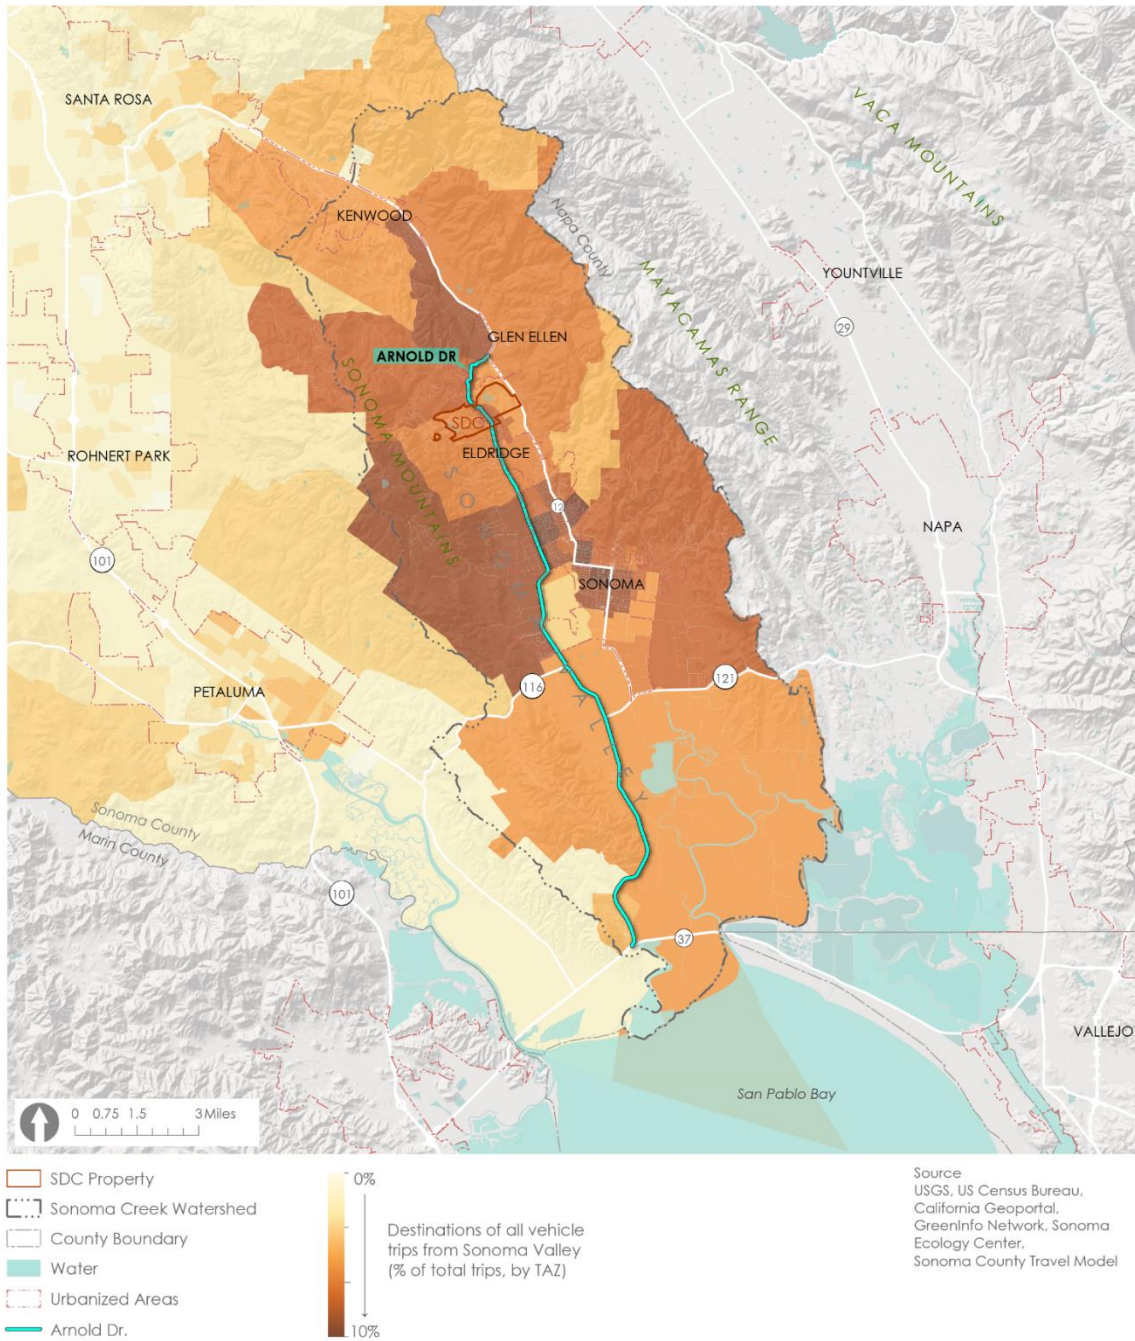 VACA MOUNTAINS
SANTA ROSA
KENWOOD
Napa County
MAYACAMAS RANGE
YOUNTVILLE
29
GLEN ELLEN
ARNOLD DR
SONOMA MOUNTAINS
SDC
ELDRIDGE
ROHNERT PARK
SONOMA VALLEY
12
NAPA
101
SONOMA
116
121
PETALUMA
Sonoma County
Marin County
101
37
VALLEJO
San Pablo Bay
0 0.75 1.5 3 Miles
SDC Property
Sonoma Creek Watershed
County Boundary
Water
Urbanized Areas
Arnold Dr.
0%
10%
Destinations of all vehicle
trips from Sonoma Valley
(% of total trips, by TAZ)
Source
USGS, US Census Bureau,
California Geoportal,
GreenInfo Network, Sonoma
Ecology Center,
Sonoma County Travel Model